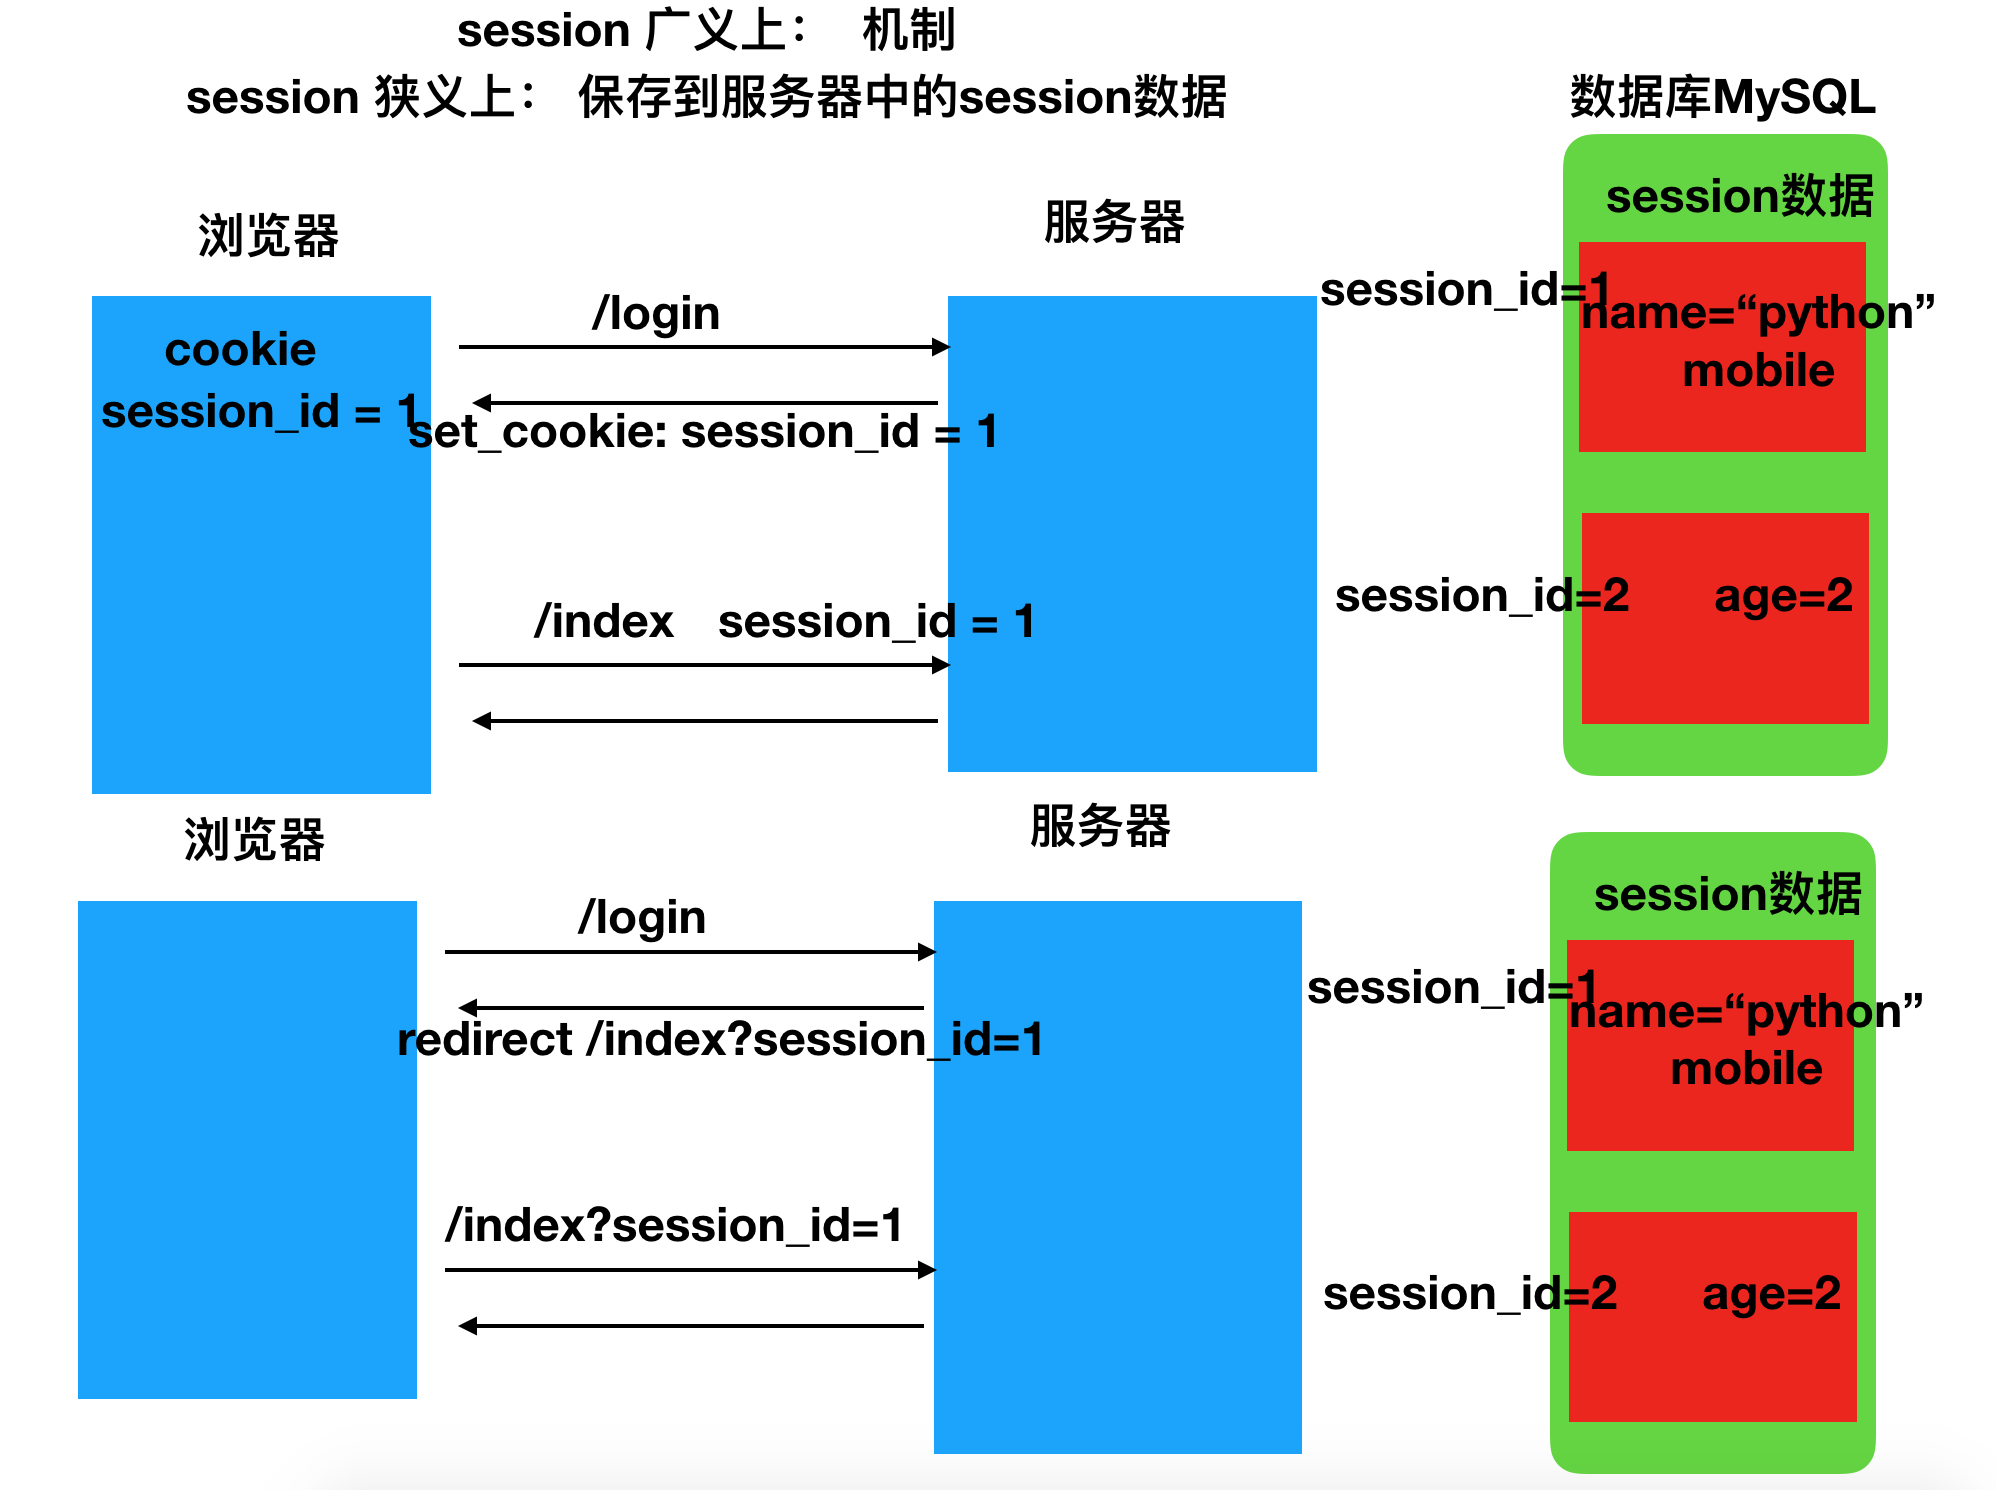 session 广义上： 机制
session 狭义上： 保存到服务器中的session数据
数据库MySQL
session数据
浏览器
服务器
session_id=1
name=“python”
mobile
/login
cookie
session_id = 1
set_cookie: session_id = 1
session_id=2
age=2
/index session_id = 1
浏览器
服务器
session数据
/login
session_id=1
name=“python”
mobile
redirect /index?session_id=1
/index?session_id=1
session_id=2
age=2